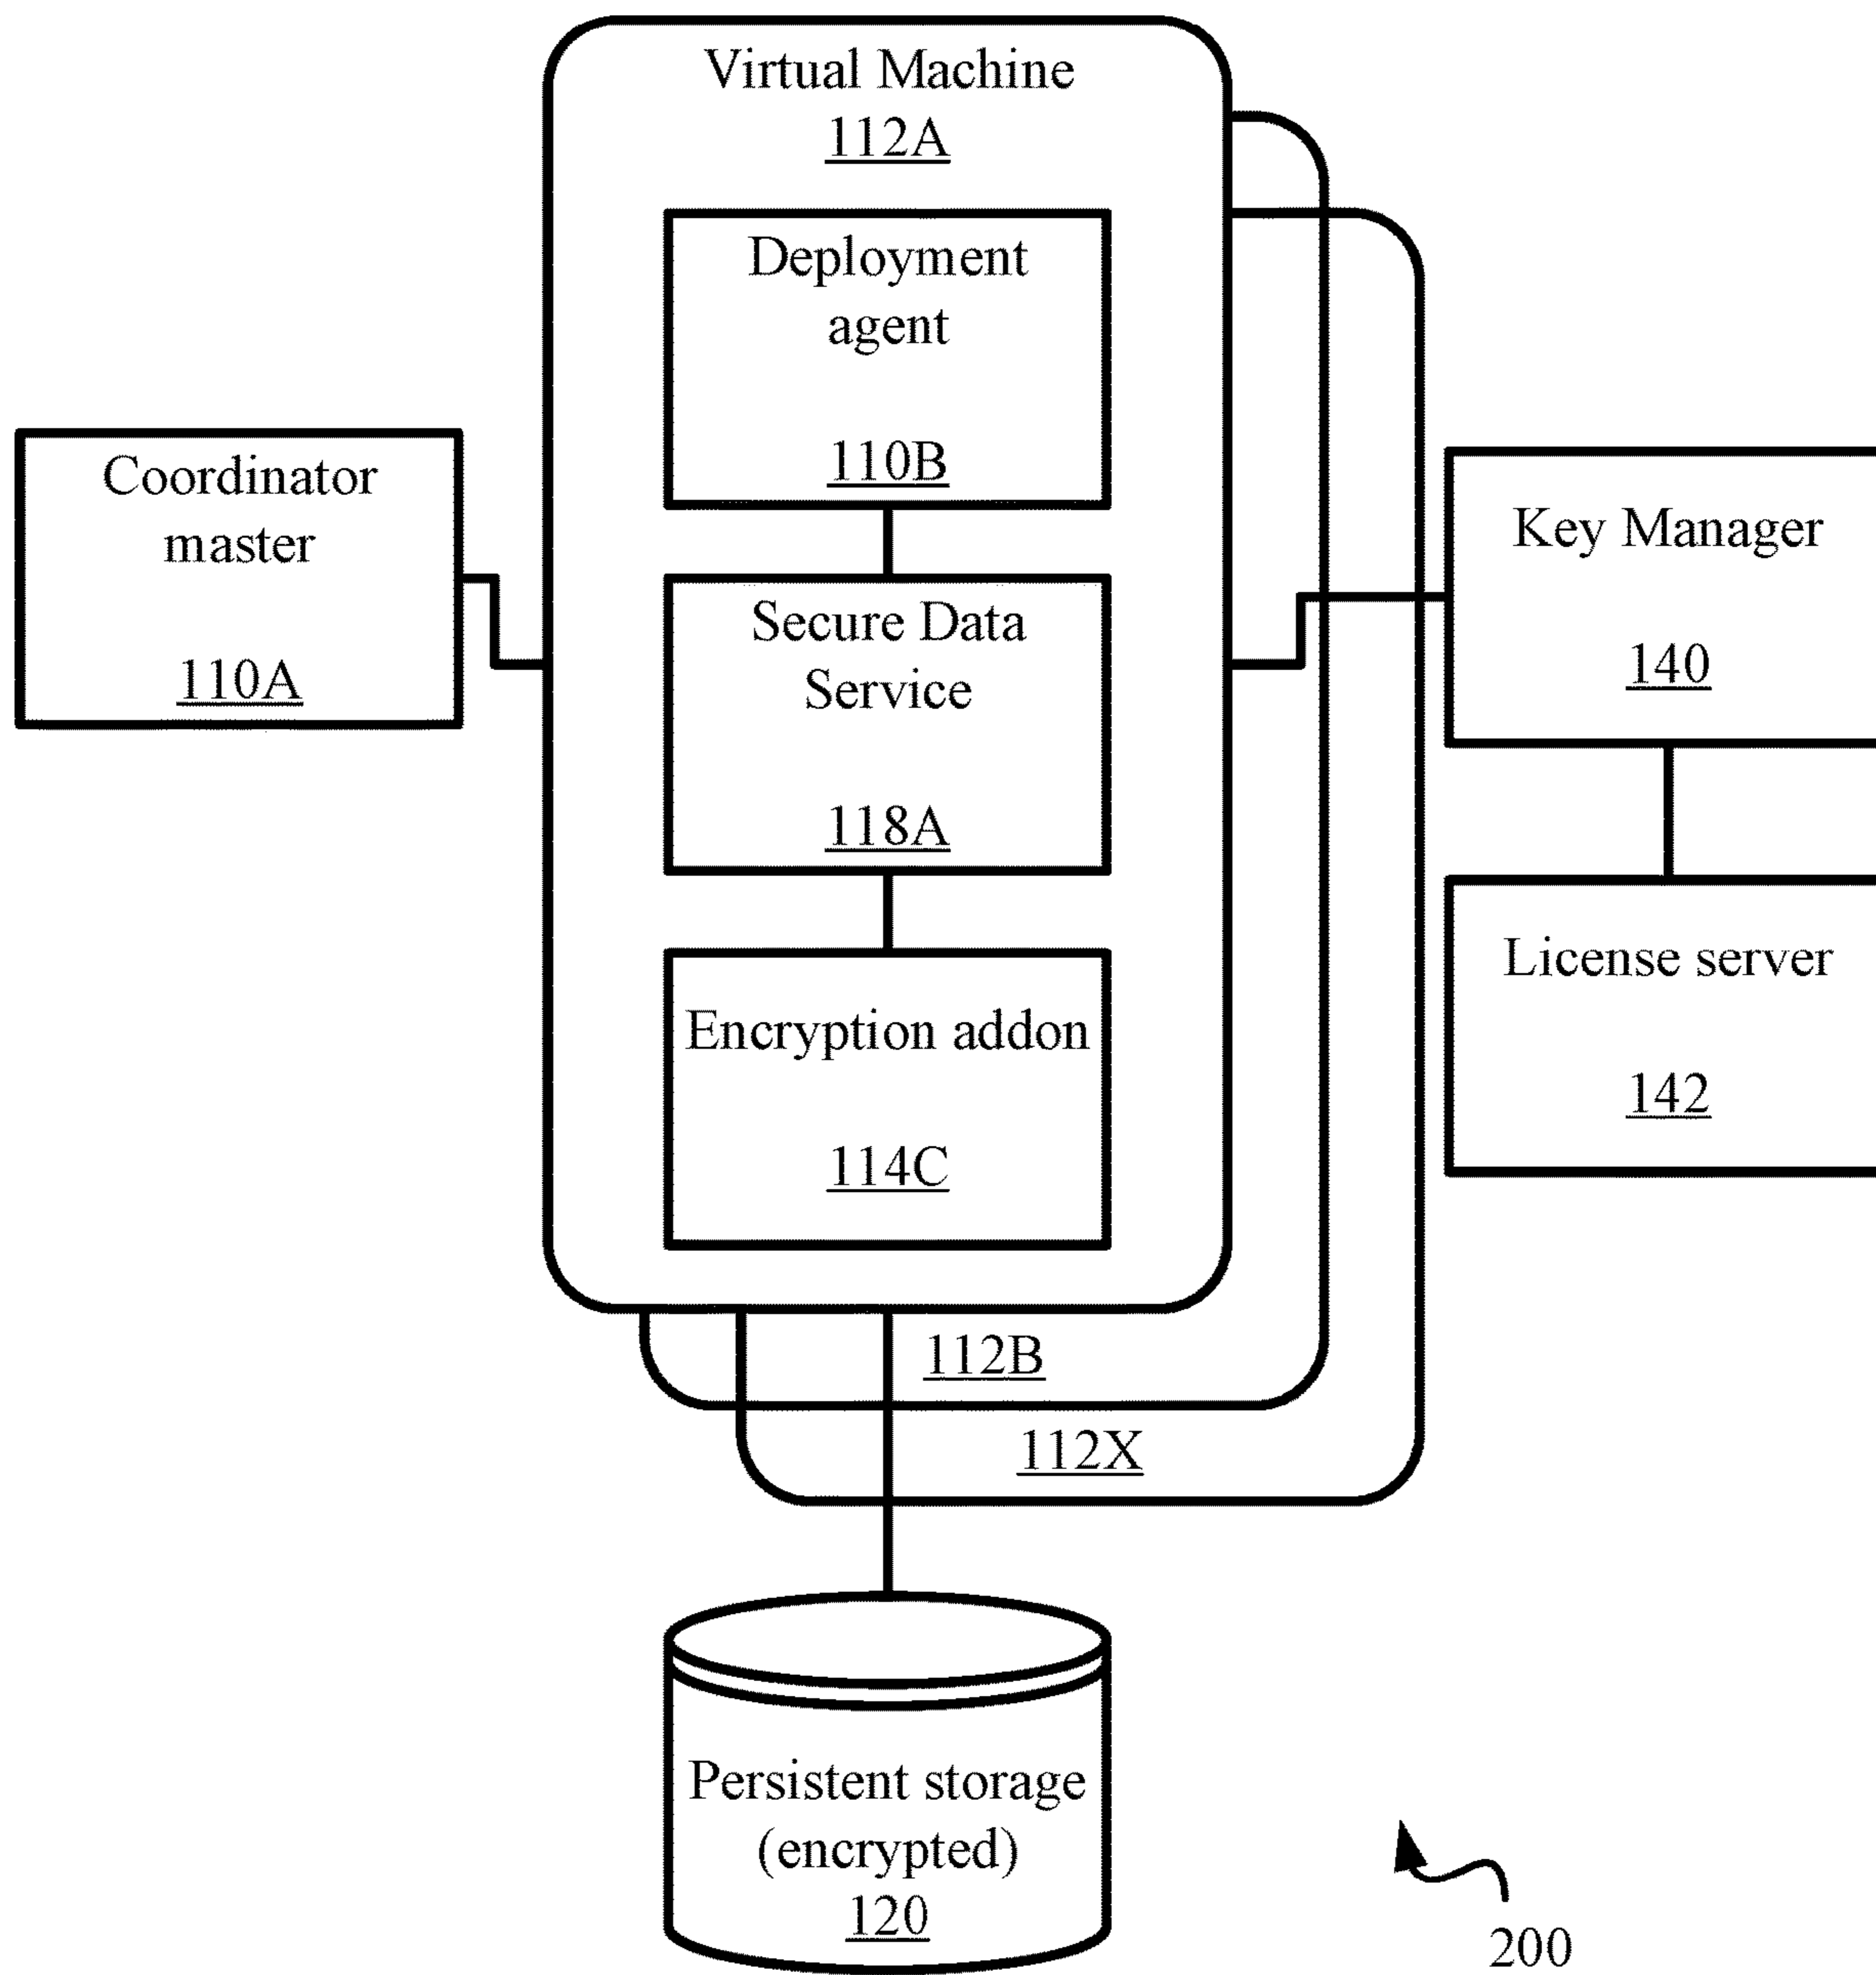 Virtual Machine
112A
Deployment
agent
110B
Coordinator
master
110A
Secure Data
Service
118A
Key Manager
140
Encryption addon
114C
License server
142
112B
112X
Persistent storage
(encrypted)
120
200